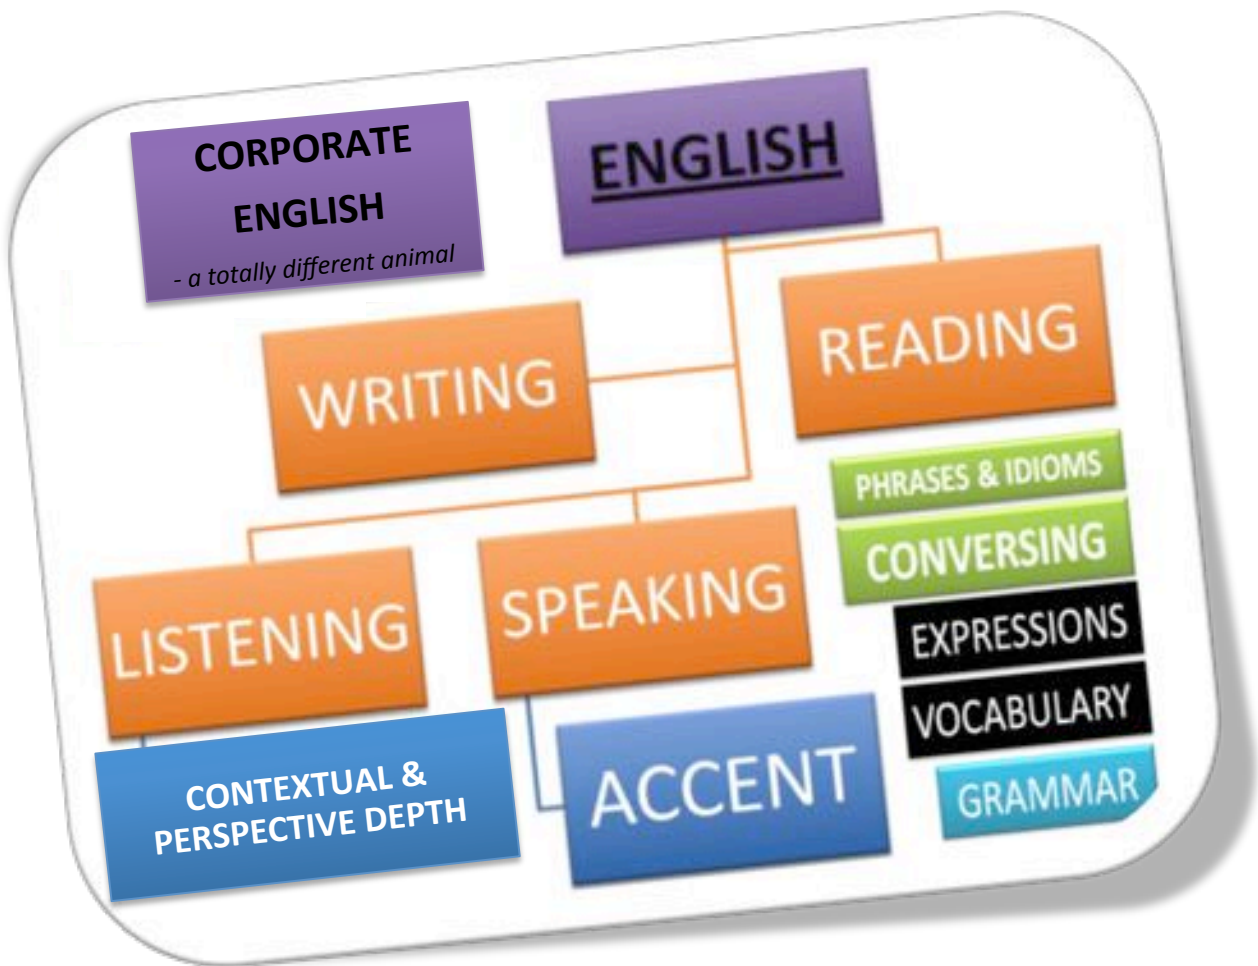 CORPORATE
ENGLISH
- a totally different animal
ENGLISH
WRITING
READING
LISTENING
SPEAKING
PHRASES & IDIOMS
CONVERSING
EXPRESSIONS
VOCABULARY
GRAMMAR
CONTEXTUAL &
PERSPECTIVE DEPTH
ACCENT